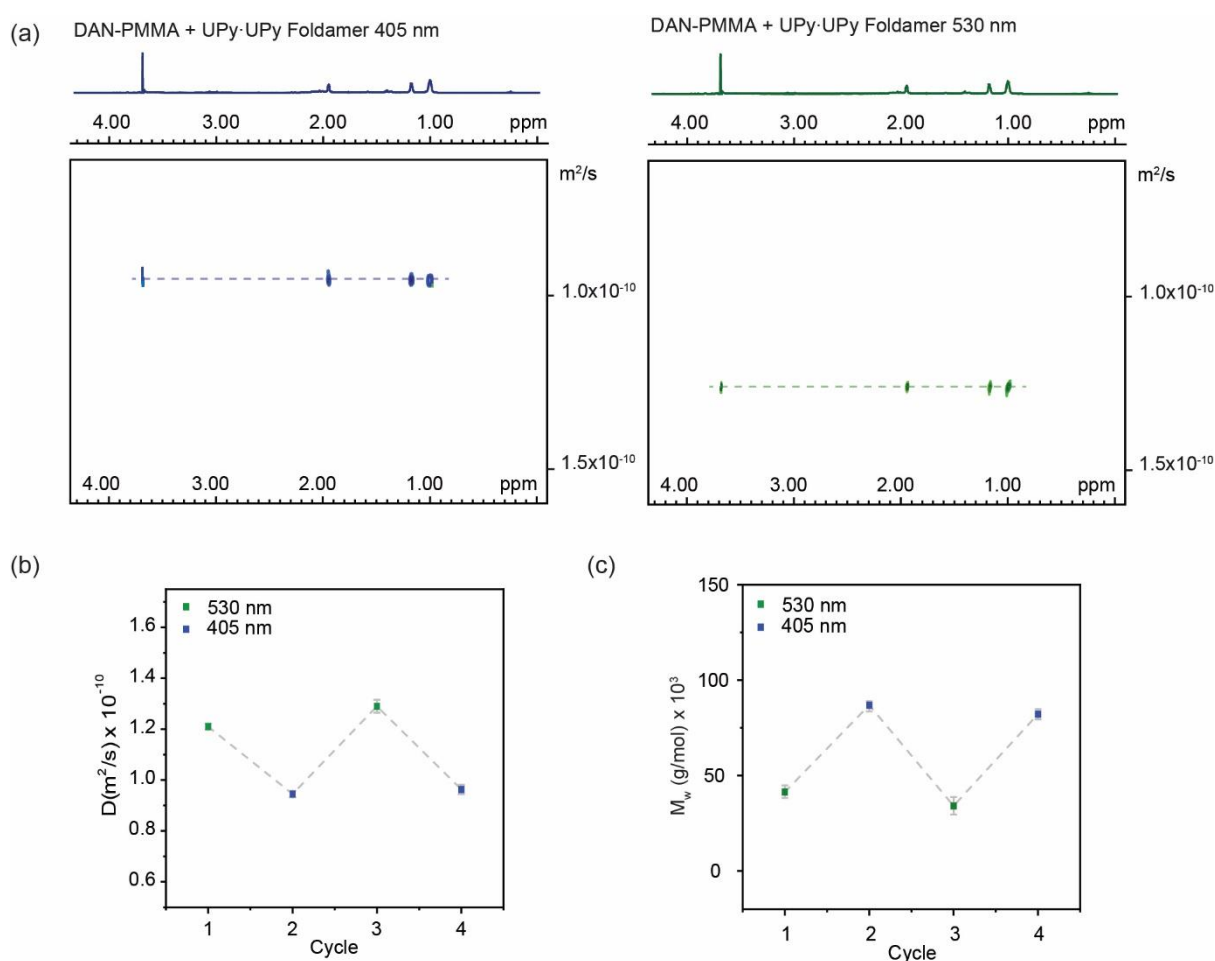 (a)
DAN-PMMA + UPy·UPy Foldamer 405 nm
DAN-PMMA + UPy·UPy Foldamer 530 nm
4.00 3.00 2.00 1.00 ppm
4.00 3.00 2.00 1.00 ppm
m²/s
m²/s
1.0x10⁻¹⁰
1.0x10⁻¹⁰
1.5x10⁻¹⁰
1.5x10⁻¹⁰
4.00 3.00 2.00 1.00 ppm
4.00 3.00 2.00 1.00 ppm
(b)
530 nm
405 nm
D(m²/s) x 10⁻¹⁰
1.6
1.4
1.2
1.0
0.8
0.6
1 2 3 4
Cycle
(c)
530 nm
405 nm
M_w (g/mol) x 10³
150
100
50
0
1 2 3 4
Cycle